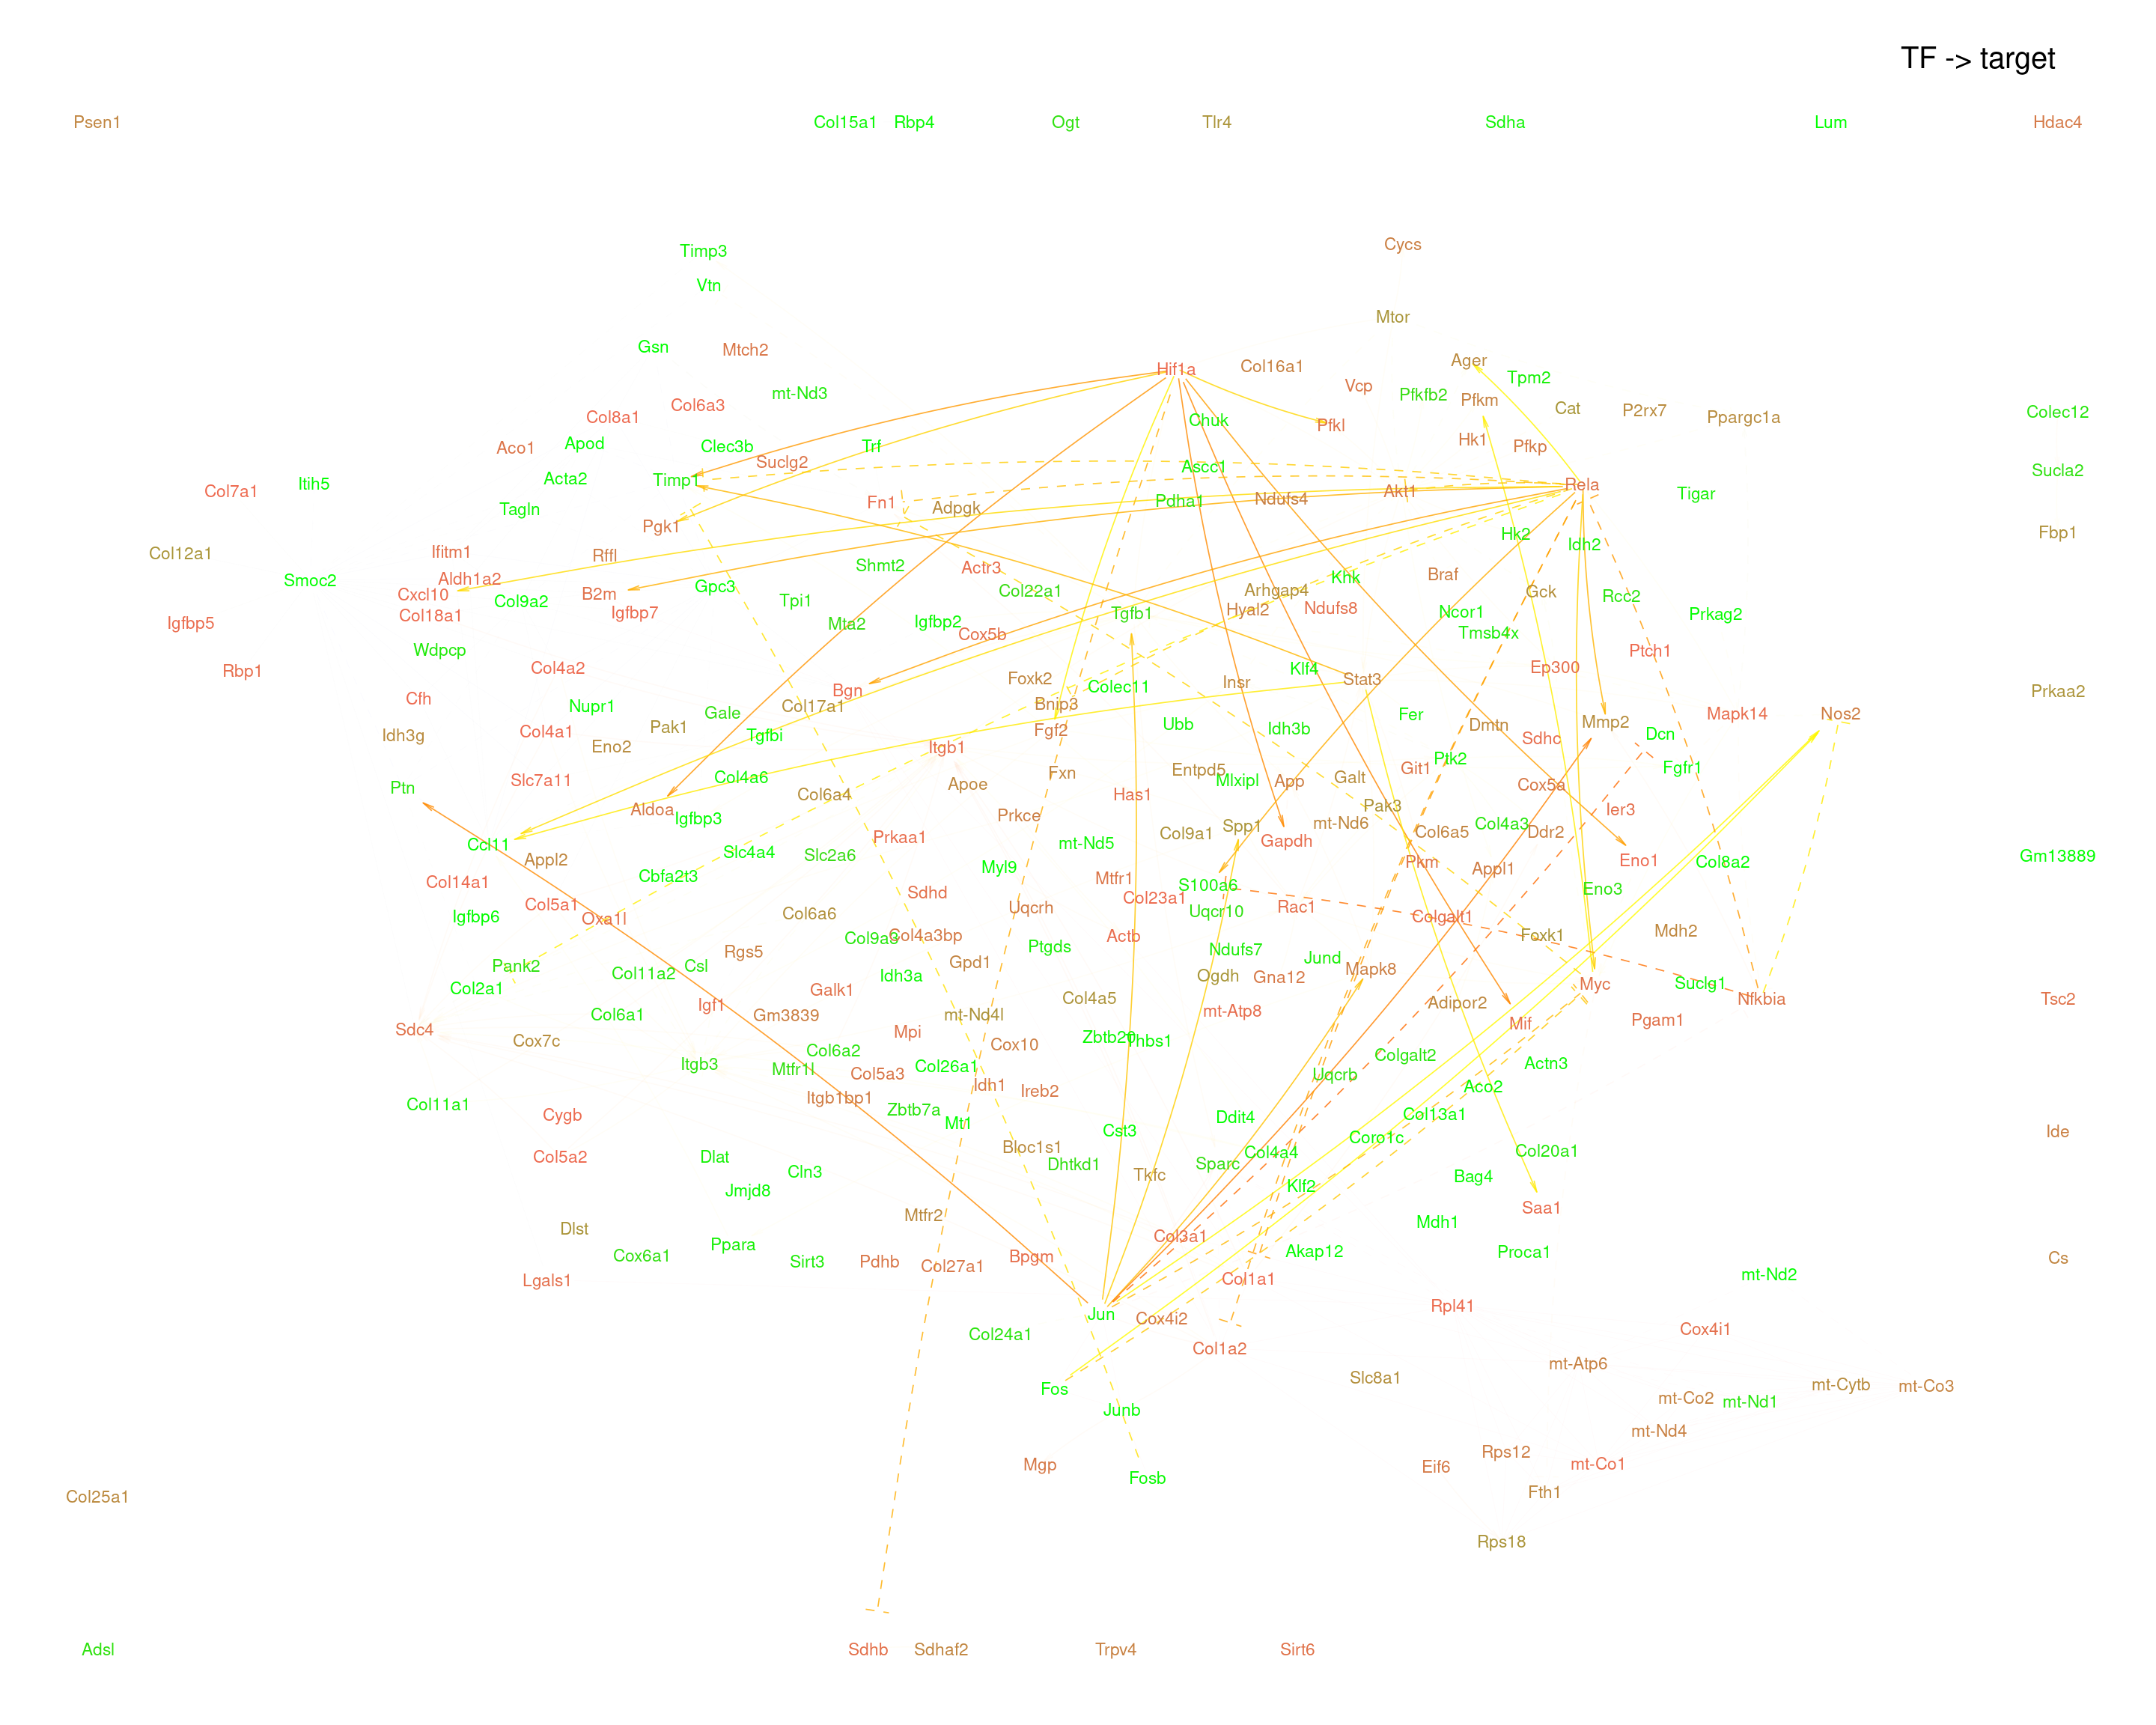 TF -> target
Psen1
Col15a1 Rbp4 Ogt Tlr4 Sdha Lum Hdac4
Timp3 Cycs
Vtn
Mtor
Gsn Mtch2
Hif1a Col16a1 Ager
Tpm2
mt-Nd3 Vcp Pfkfb2 Pfkm
Col8a1 Col6a3 Cat P2rx7 Ppargc1a Colec12
Chuk Pfkl
Aco1 Apod Clec3b Trf Hk1 Pfkp
Suclg2 Ascc1 Sucla2
Acta2 Timp1
Itih5 Rela
Col7a1 Akt1 Tigar
Tagln Fn1 Adpgk Pdha1 Ndufs4
Pgk1 Hk2 Fbp1
Col12a1 Ifitm1 Rffl Idh2
Smoc2 Aldh1a2 Shmt2 Actr3 Khk Braf
Cxcl10 B2m Gpc3 Col22a1 Arhgap4 Gck Rcc2
Col18a1 Col9a2 Igfbp7 Tpi1 Tgfb1 Hyal2 Ndufs8 Ncor1 Prkag2
Igfbp5 Mta2 Igfbp2 Cox5b Tmsb4x
Wdpcp Ptch1
Rbp1 Col4a2 Klf4 Ep300
Foxk2 Colec11 Insr Stat3
Cfh Bgn Prkaa2
Nupr1 Gale Col17a1 Bnip3 Fer Mapk14 Nos2
Idh3g Col4a1 Pak1 Tgfbi Fgf2 Ubb Idh3b Dmtn Mmp2 Dcn
Eno2 Itgb1 Sdhc
Ptn Slc7a11 Col4a6 Apoe Fxn Entpd5 Mlxipl App Galt Git1 Ptk2 Cox5a Fgfr1
Aldoa Igfbp3 Col6a4 Prkce Has1 Pak3 Ier3
Ccl11 Prkaa1 mt-Nd5 Col9a1 Spp1 Gapdh mt-Nd6 Col6a5 Col4a3 Ddr2
Appl2 Slc4a4 Slc2a6 Pkm Appl1 Eno1 Col8a2 Gm13889
Col14a1 Cbfa2t3 Myl9 Mtfr1 S100a6 Eno3
Igfbp6 Col5a1 Oxa1l Col6a6 Sdhd Uqcrh Col23a1 Uqcr10 Rac1 Colgalt1
Col9a3 Col4a3bp Actb Foxk1 Mdh2
Rgs5 Ptgds Ndufs7 Jund
Pank2 Col11a2 Csl Idh3a Gpd1 Ogdh Gna12 Mapk8
Col2a1 Galk1 Col4a5 Myc Suclg1
Sdc4 Col6a1 Igf1 Gm3839 mt-Nd4l mt-Atp8 Adipor2 Nfkbia Tsc2
Cox7c Mpi Cox10 Zbtb20 Thbs1 Mif Pgam1
Itgb3 Mtfr1l Col6a2 Col26a1 Colgalt2 Actn3
Col5a3 Idh1 Ireb2 Uqcrb Aco2
Col11a1 Itgb1bp1 Zbtb7a
Cygb Mt1 Cst3 Ddit4 Col13a1 Ide
Bloc1s1 Coro1c
Col5a2 Dlat Cln3 Dhtkd1 Tkfc Sparc Col4a4 Col20a1
Jmjd8 Klf2 Bag4
Dlst Mtfr2 Mdh1 Saa1
Cox6a1 Ppara Sirt3 Pdhb Col27a1 Bpgm Col3a1 Akap12 Proca1 Cs
Lgals1 Col1a1 mt-Nd2
Jun Cox4i2 Rpl41
Col24a1 Col1a2 Cox4i1
mt-Atp6
Fos Slc8a1 mt-Cytb mt-Co3
Junb mt-Co2 mt-Nd1
mt-Nd4
Mgp Fosb Eif6 Rps12 mt-Co1
Col25a1 Fth1
Rps18
Adsl Sdhb Sdhaf2 Trpv4 Sirt6